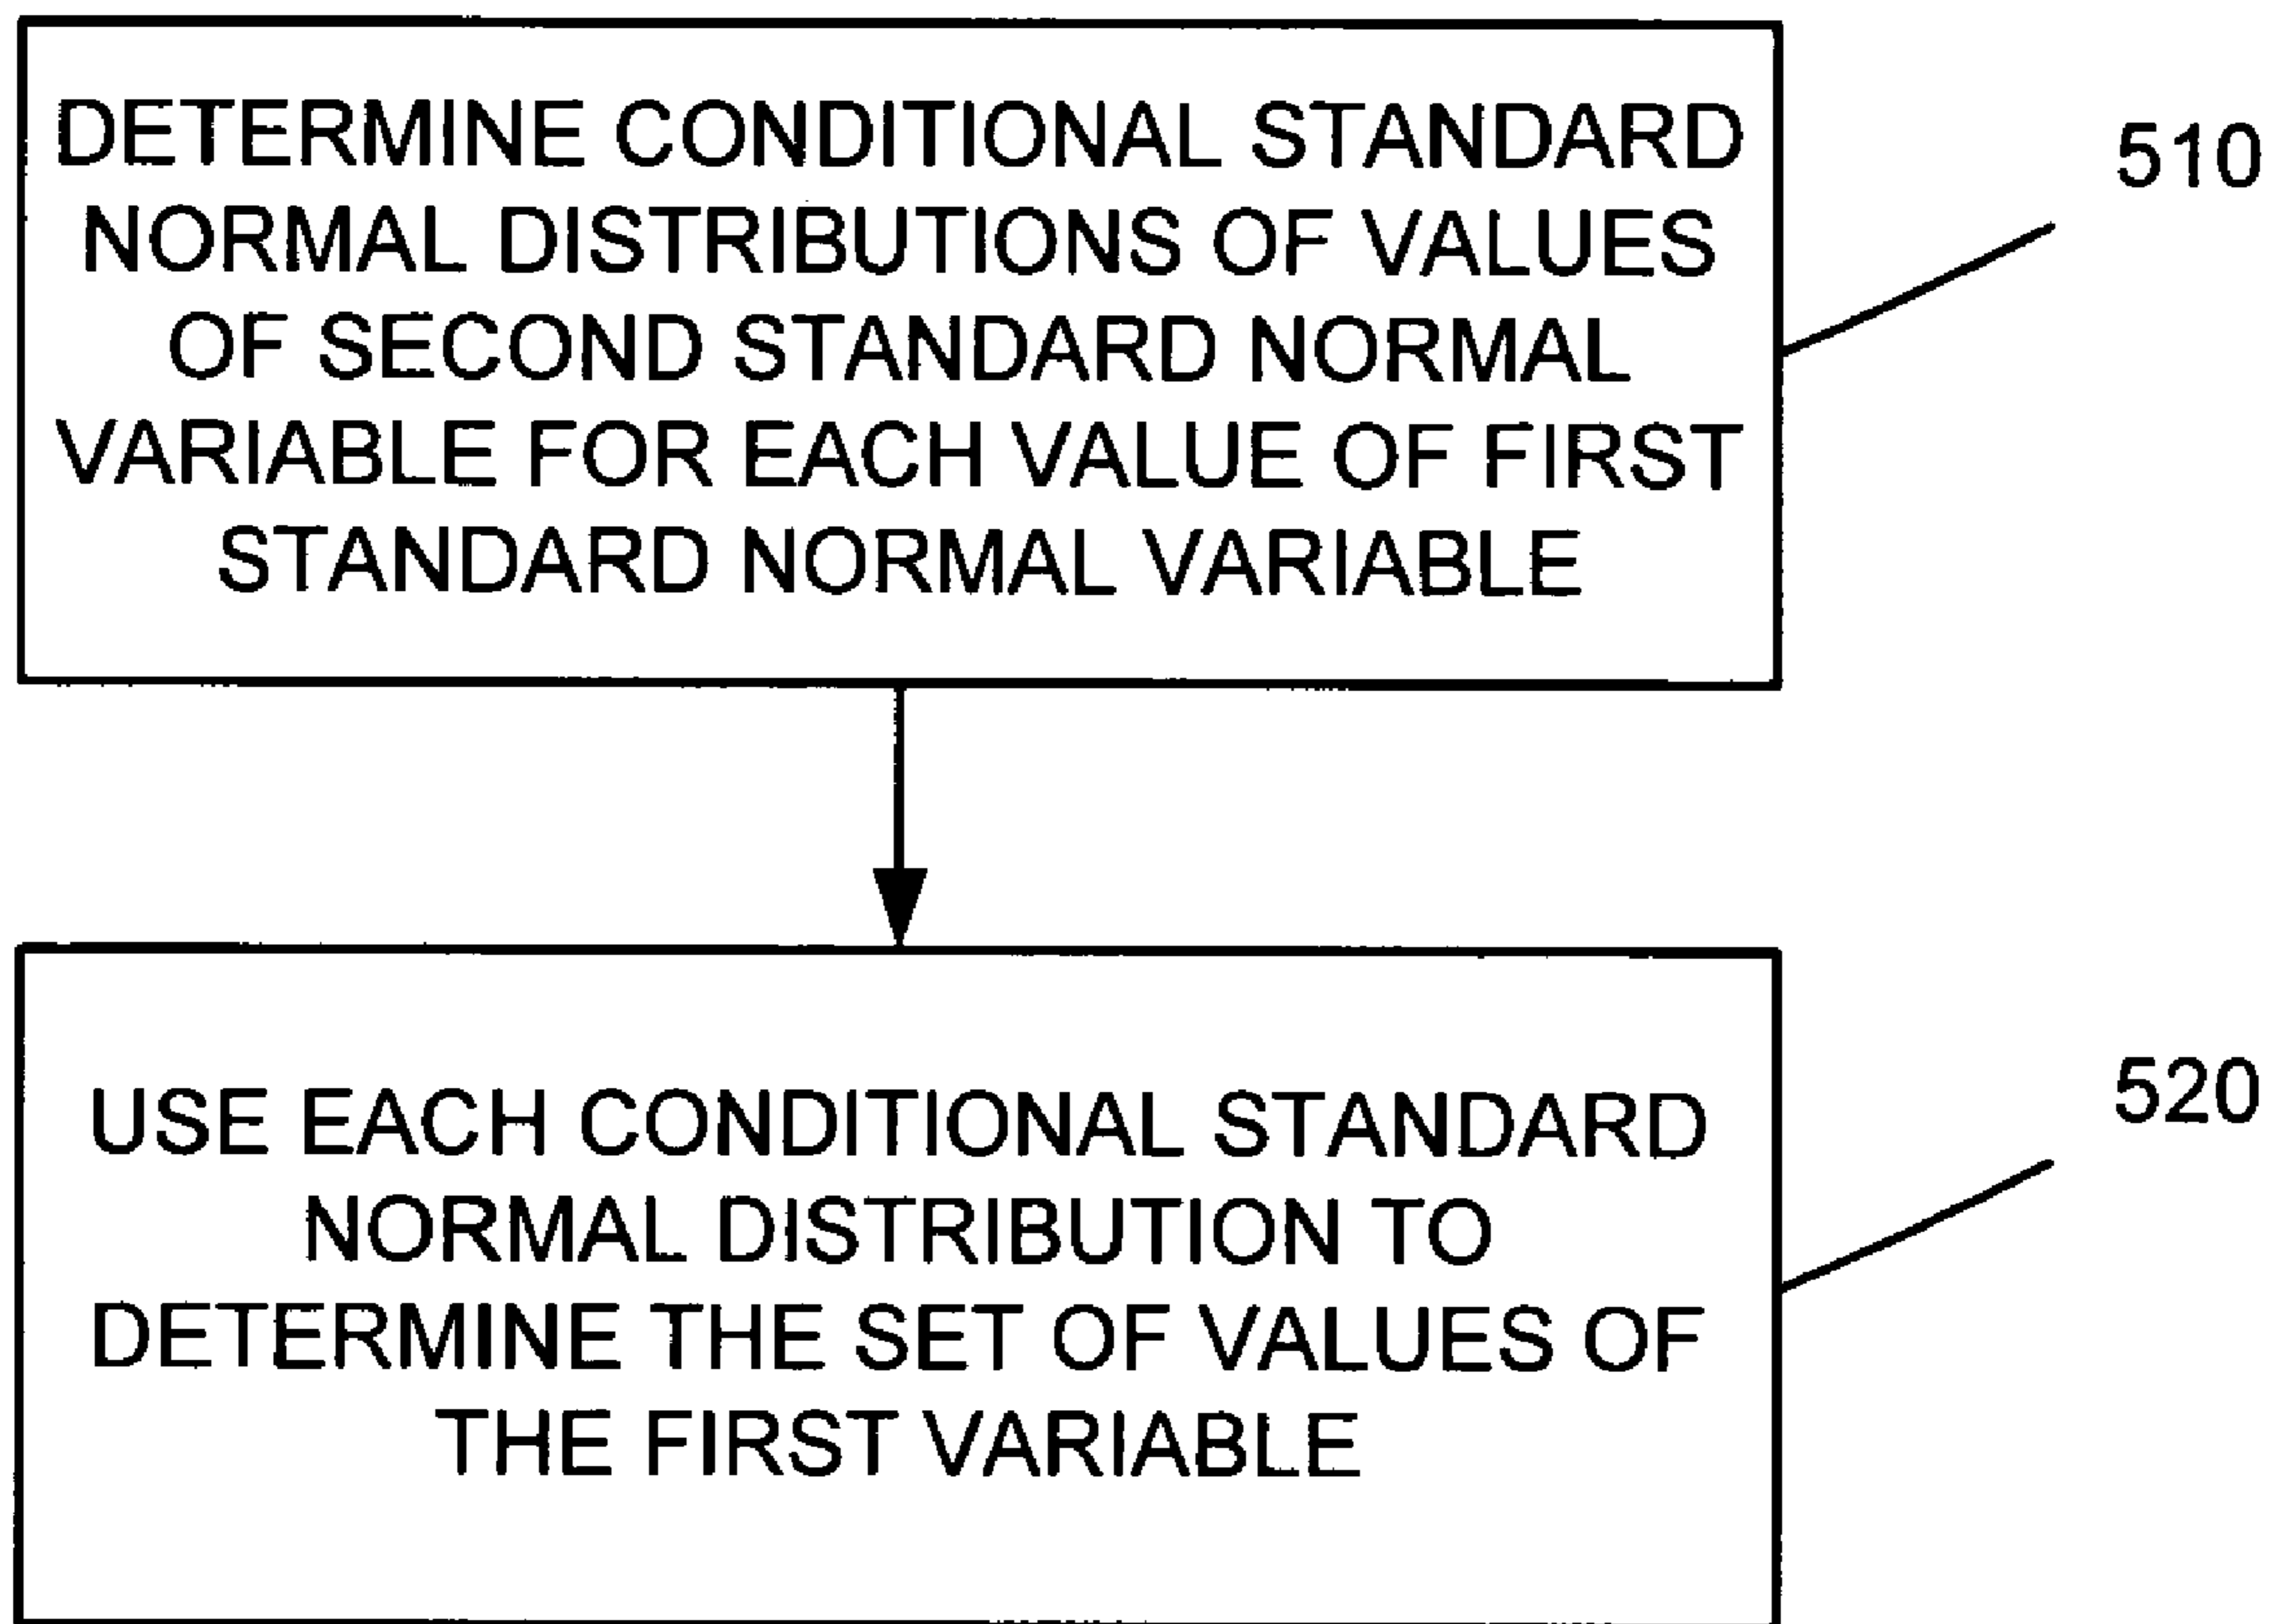 DETERMINE CONDITIONAL STANDARD
NORMAL DISTRIBUTIONS OF VALUES
OF SECOND STANDARD NORMAL
VARIABLE FOR EACH VALUE OF FIRST
STANDARD NORMAL VARIABLE
510
USE EACH CONDITIONAL STANDARD
NORMAL DISTRIBUTION TO
DETERMINE THE SET OF VALUES OF
THE FIRST VARIABLE
520